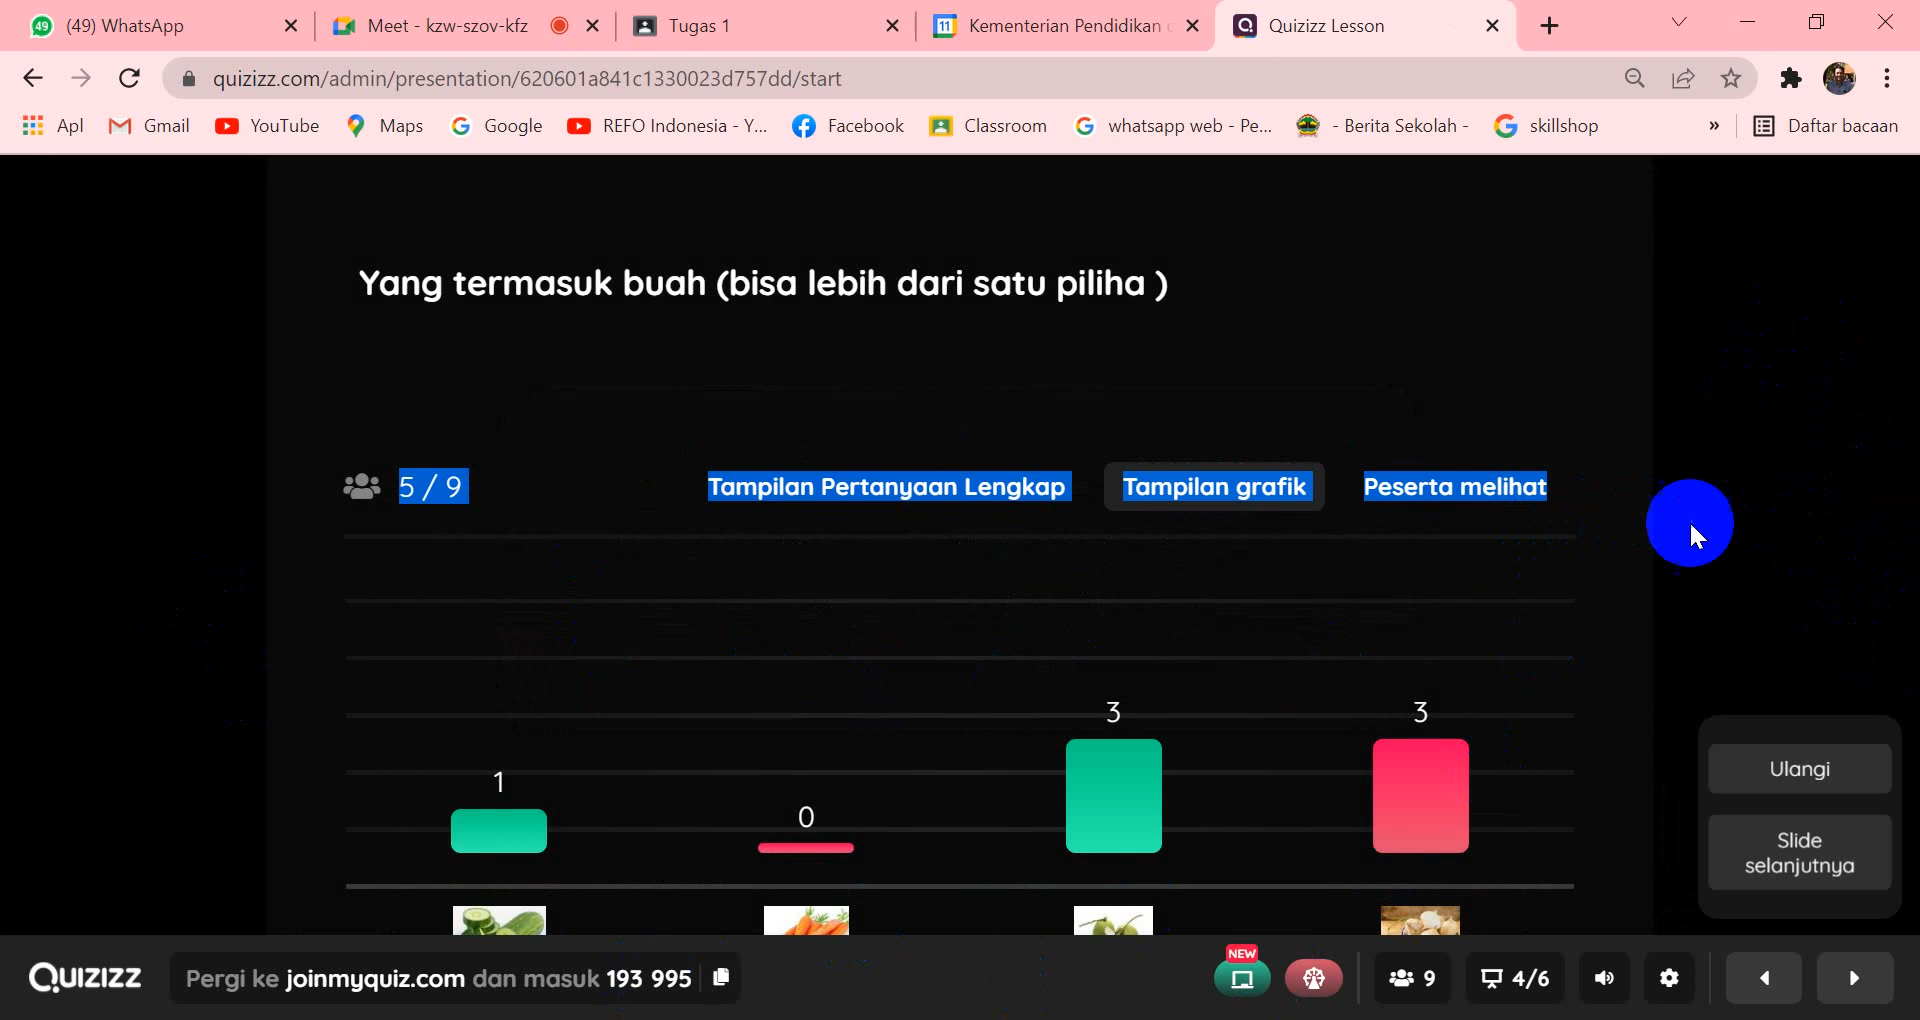 49 (49) WhatsApp
Meet - kzw-szov-kfz
Tugas 1
11 Kementerian Pendidikan
Quizizz Lesson
quizizz.com/admin/presentation/620601a841c1330023d757dd/start
Apl
Gmail
YouTube
Maps
Google
REFO Indonesia - Y...
Facebook
Classroom
whatsapp web - Pe...
- Berita Sekolah -
skillshop
»
Daftar bacaan
Yang termasuk buah (bisa lebih dari satu piliha )
5 / 9
Tampilan Pertanyaan Lengkap
Tampilan grafik
Peserta melihat
1
0
3
3
Ulangi
Slide
selanjutnya
QUIZIZZ
Pergi ke joinmyquiz.com dan masuk 193 995
NEW
9
4/6